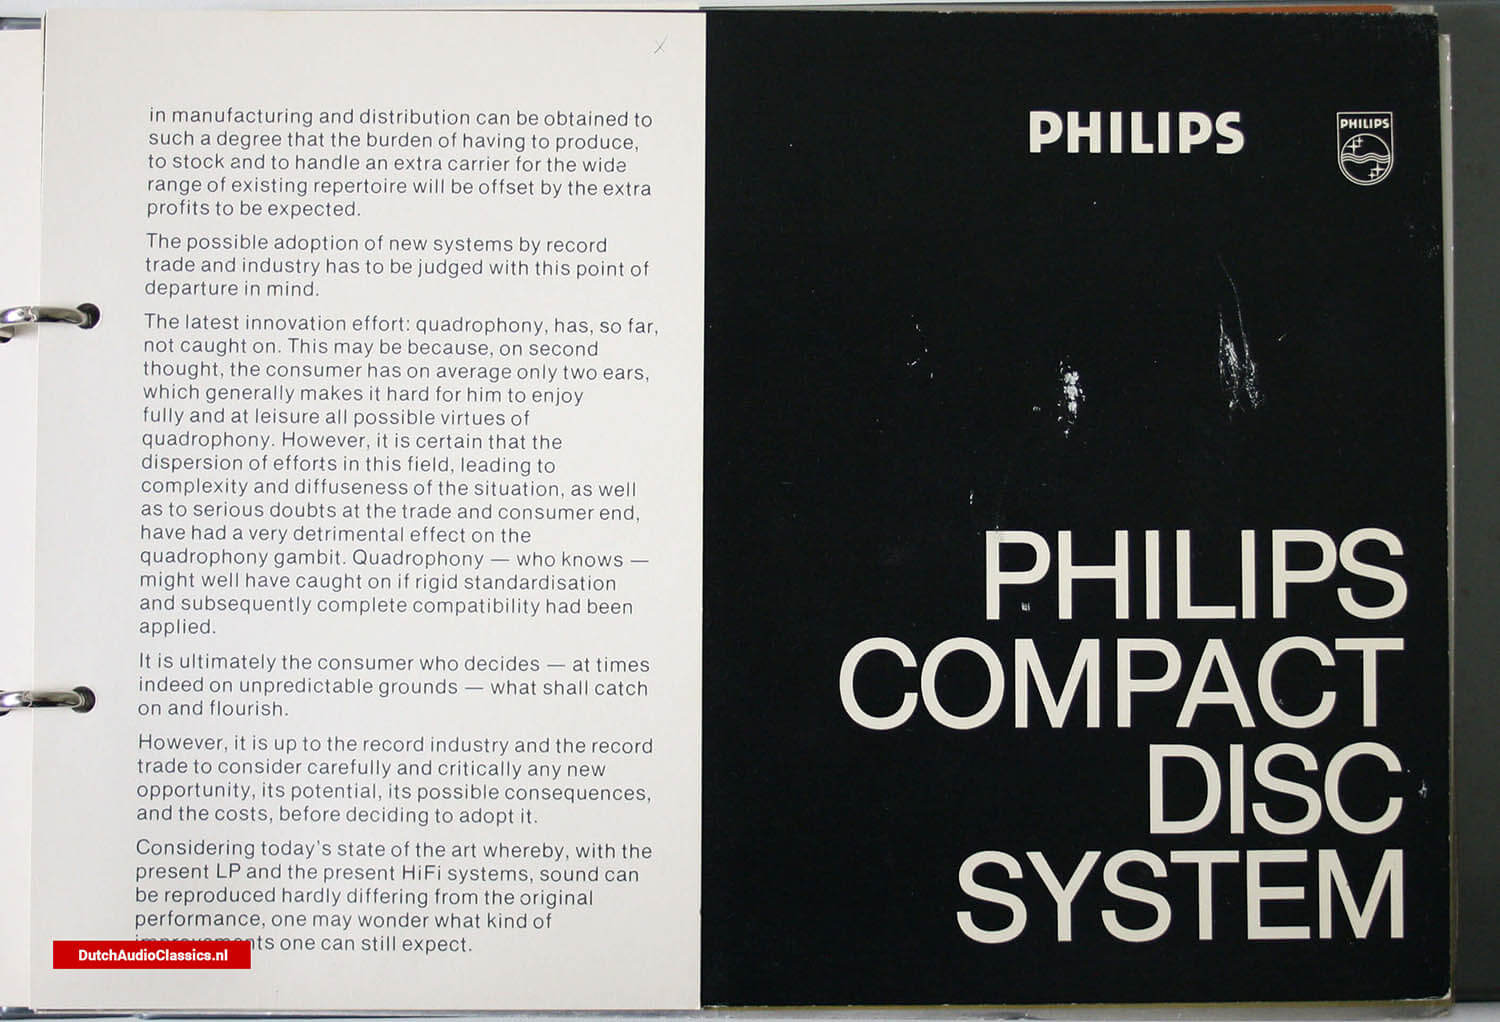 in manufacturing and distribution can be obtained to
such a degree that the burden of having to produce,
to stock and to handle an extra carrier for the wide
range of existing repertoire will be offset by the extra
profits to be expected.
The possible adoption of new systems by record
trade and industry has to be judged with this point of
departure in mind.
The latest innovation effort: quadrophony, has, so far,
not caught on. This may be because, on second
thought, the consumer has on average only two ears,
which generally makes it hard for him to enjoy
fully and at leisure all possible virtues of
quadrophony. However, it is certain that the
dispersion of efforts in this field, leading to
complexity and diffuseness of the situation, as well
as to serious doubts at the trade and consumer end,
have had a very detrimental effect on the
quadrophony gambit. Quadrophony — who knows —
might well have caught on if rigid standardisation
and subsequently complete compatibility had been
applied.
It is ultimately the consumer who decides — at times
indeed on unpredictable grounds — what shall catch
on and flourish.
However, it is up to the record industry and the record
trade to consider carefully and critically any new
opportunity, its potential, its possible consequences,
and the costs, before deciding to adopt it.
Considering today's state of the art whereby, with the
present LP and the present HiFi systems, sound can
be reproduced hardly differing from the original
performance, one may wonder what kind of
improvements one can still expect.
DutchAudioClassics.nl
PHILIPS
PHILIPS
PHILIPS
COMPACT
DISC
SYSTEM